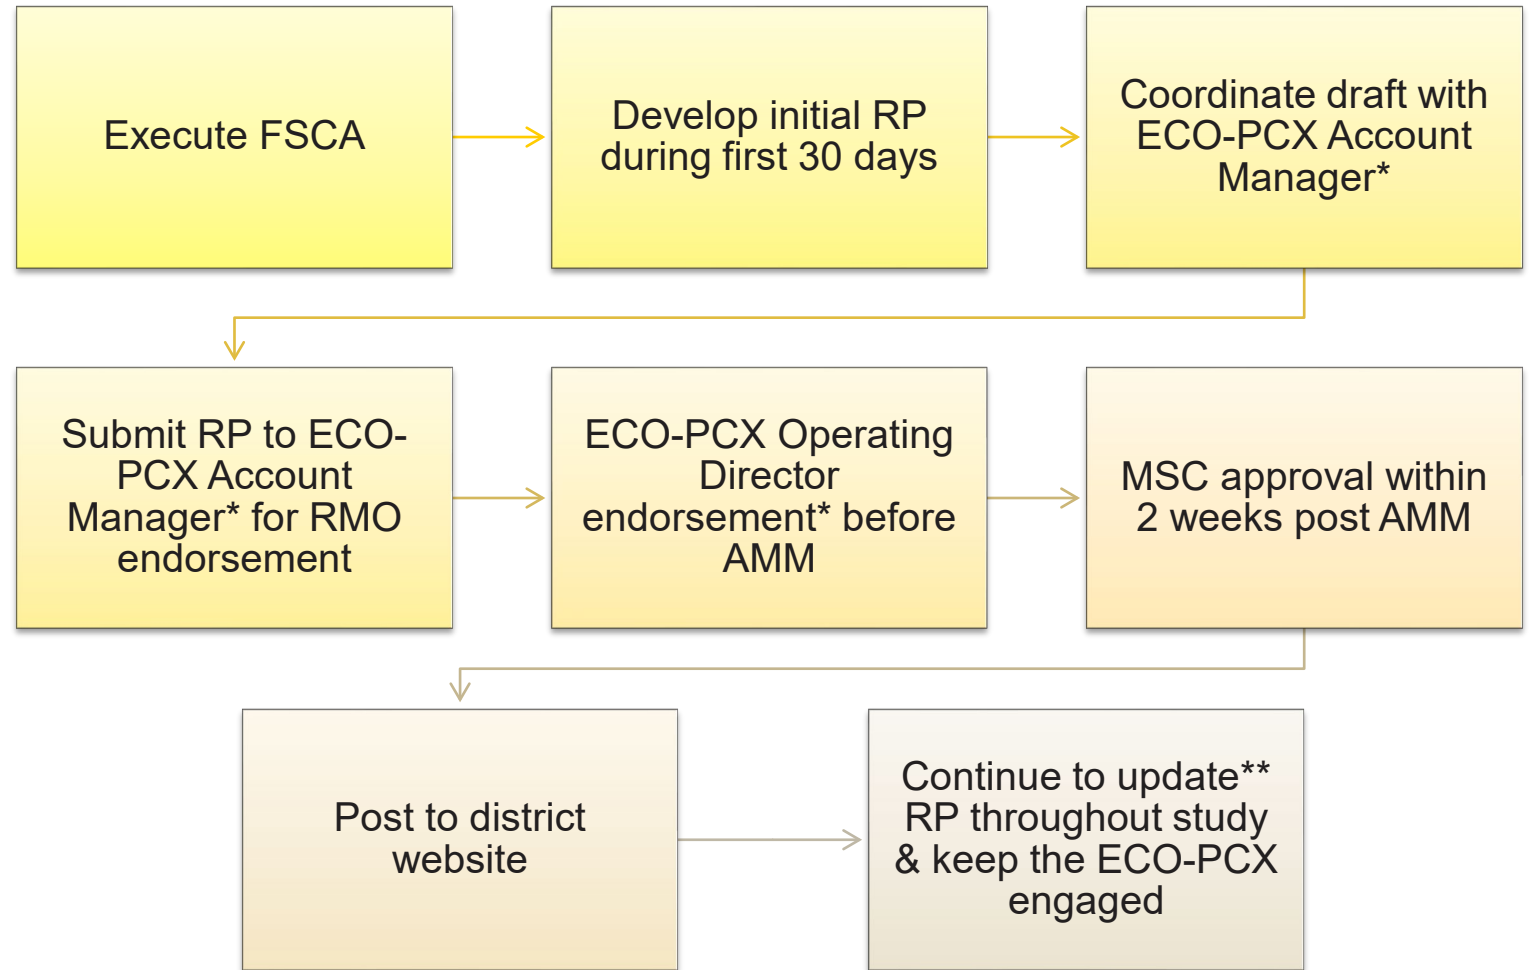 Execute FSCA
Develop initial RP
during first 30 days
Coordinate draft with
ECO-PCX Account
Manager*
Submit RP to ECO-
PCX Account
Manager* for RMO
endorsement
ECO-PCX Operating
Director
endorsement* before
AMM
MSC approval within
2 weeks post AMM
Post to district
website
Continue to update**
RP throughout study
& keep the ECO-PCX
engaged